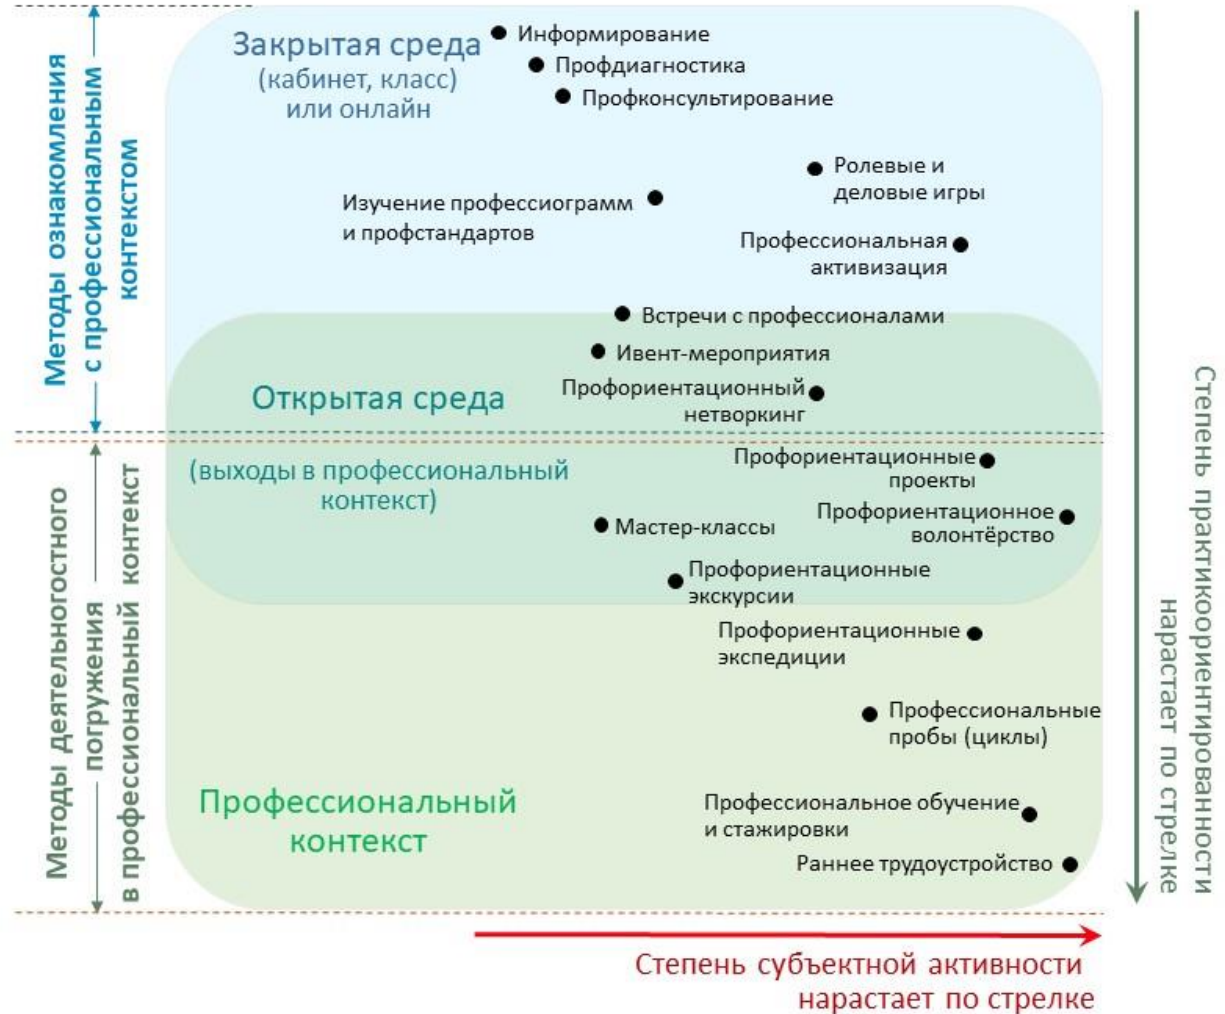 Методы ознакомления
с профессиональным
контекстом
Закрытая среда
(кабинет, класс)
или онлайн
Информирование
Профдиагностика
Профконсультирование
Ролевые и
деловые игры
Изучение профессиограмм
и профстандартов
Профессиональная
активизация
Встречи с профессионалами
Ивент-мероприятия
Профориентационный
нетворкинг
Открытая среда
(выходы в профессиональный
контекст)
Профориентационные
проекты
Профориентационное
волонтёрство
Мастер-классы
Профориентационные
экскурсии
Профориентационные
экспедиции
Профессиональные
пробы (циклы)
Профессиональный
контекст
Профессиональное обучение
и стажировки
Раннее трудоустройство
Методы деятельногостного
погружения
в профессиональный контекст
Степень практикоориентированности
нарастает по стрелке
Степень субъектной активности
нарастает по стрелке